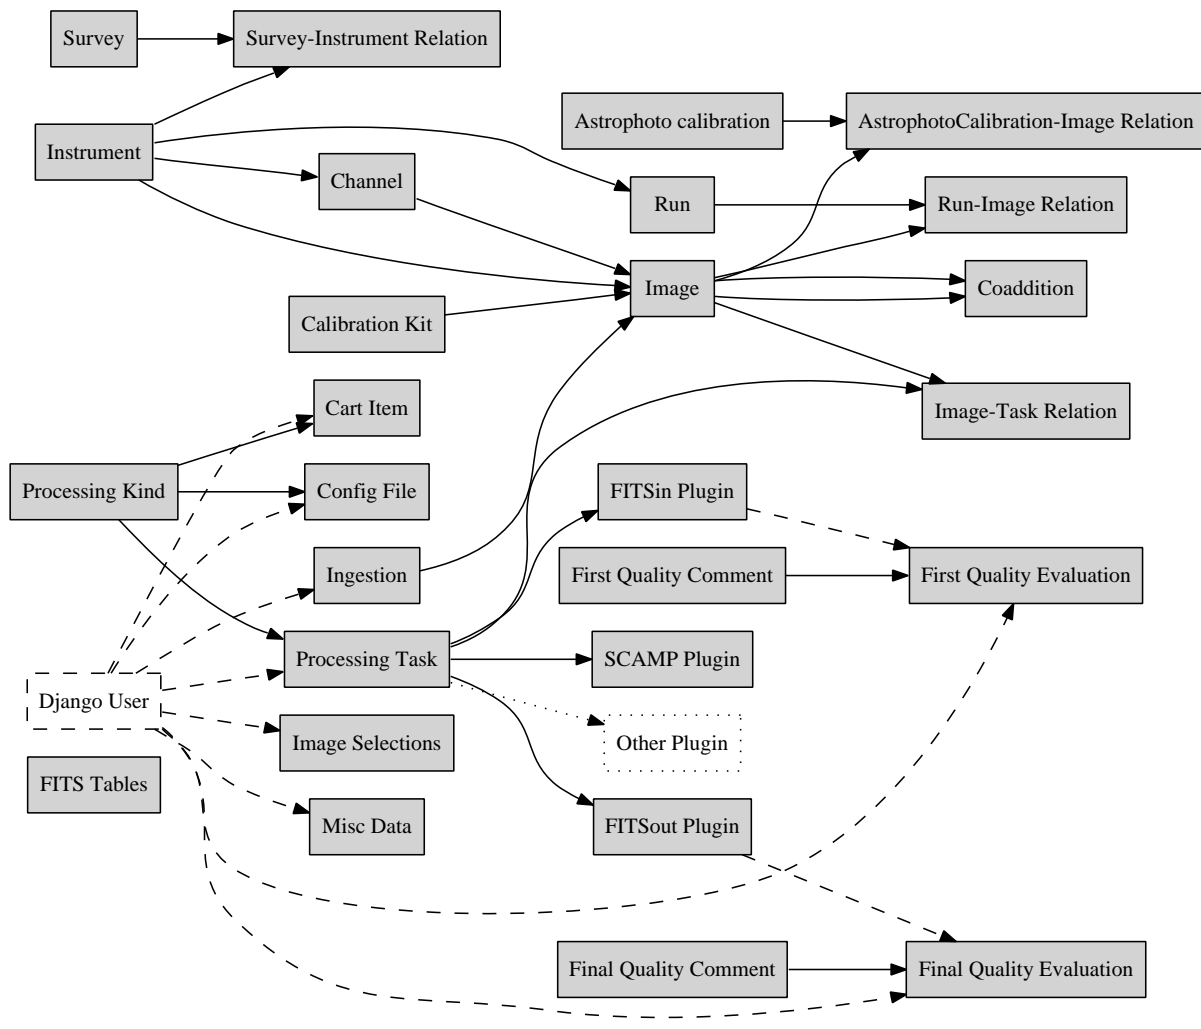 Survey
Survey-Instrument Relation
Instrument
Astrophoto calibration
AstrophotoCalibration-Image Relation
Channel
Run
Run-Image Relation
Image
Coaddition
Calibration Kit
Cart Item
Image-Task Relation
Processing Kind
Config File
FITSin Plugin
Ingestion
First Quality Comment
First Quality Evaluation
Processing Task
SCAMP Plugin
Django User
Image Selections
Other Plugin
FITS Tables
Misc Data
FITSout Plugin
Final Quality Comment
Final Quality Evaluation